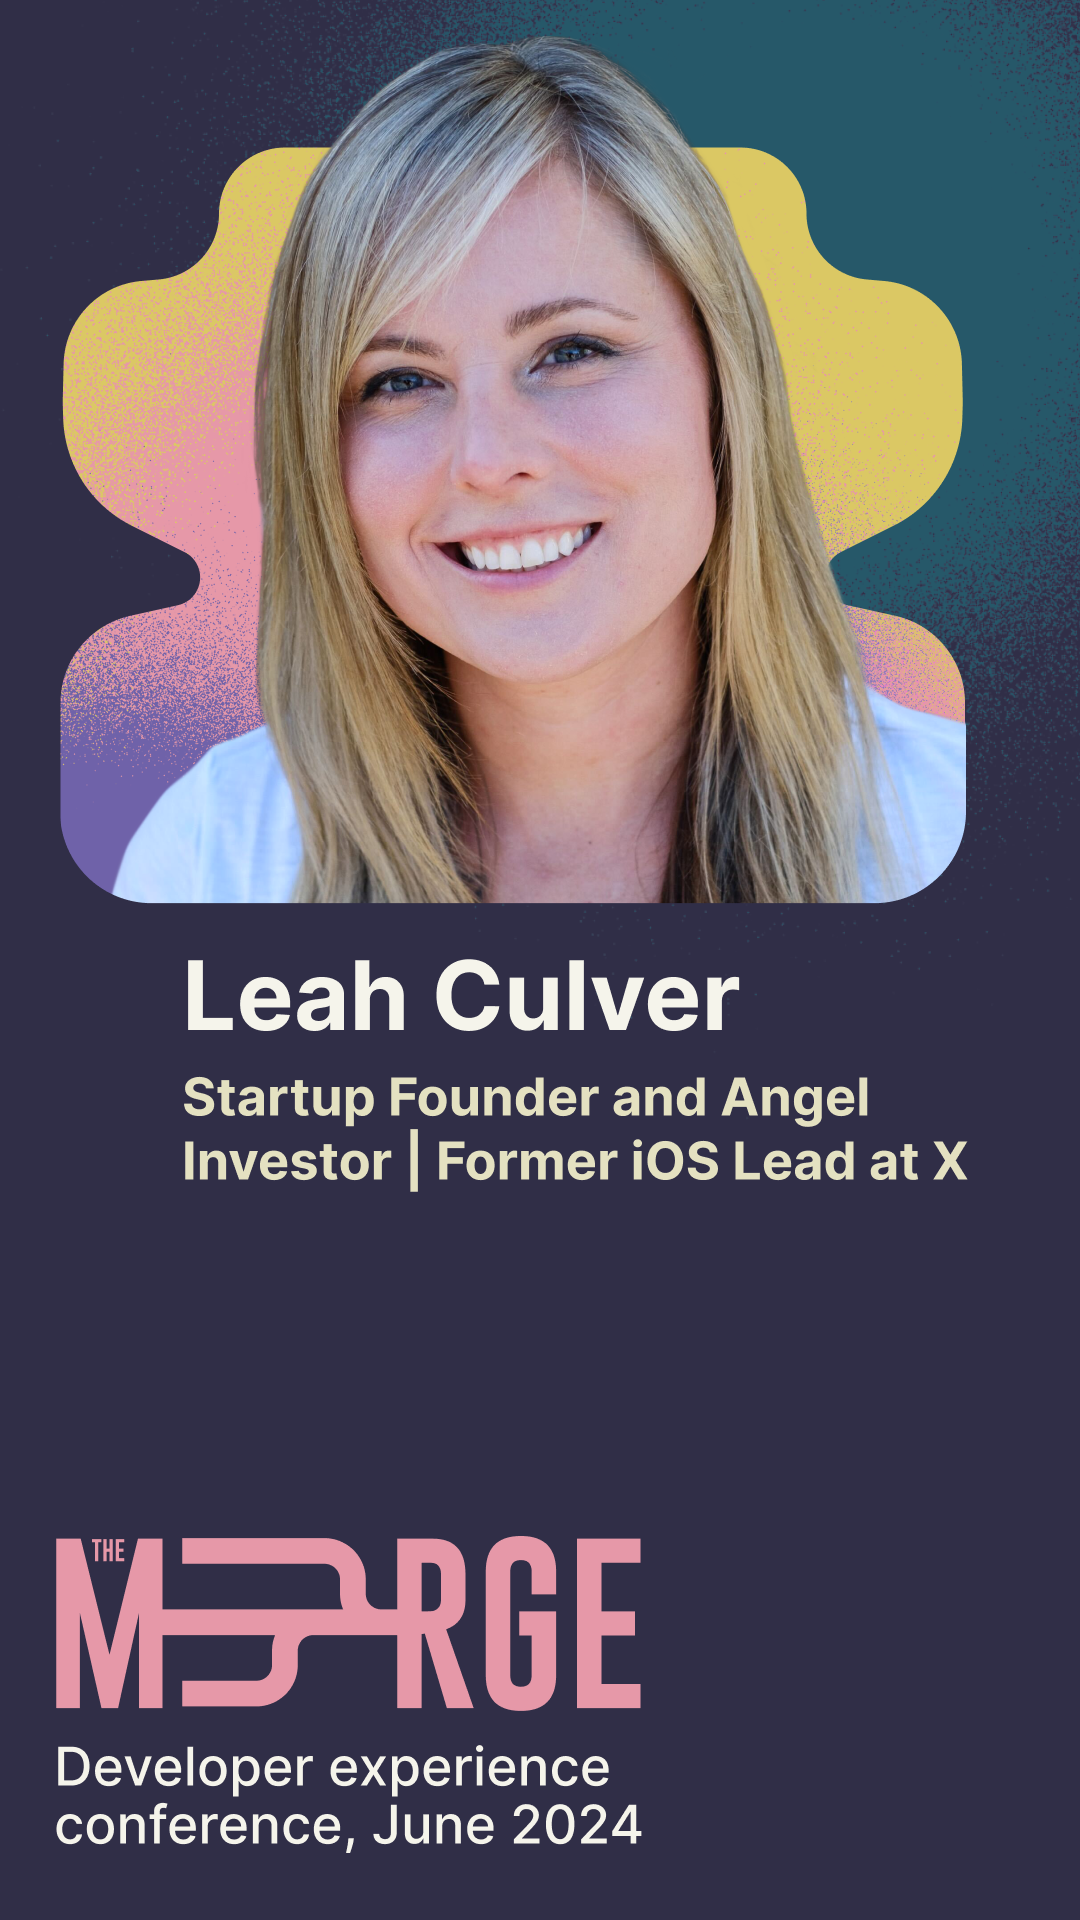 Leah Culver
Startup Founder and Angel
Investor | Former iOS Lead at X
THE
MERGE
Developer experience
conference, June 2024